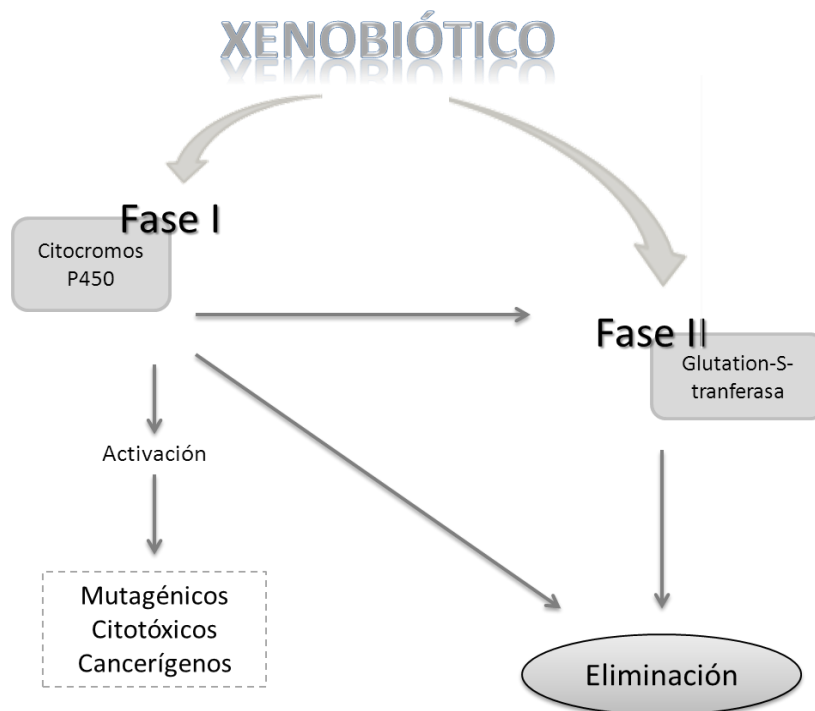 XENOBIÓTICO
Fase I
Citocromos
P450
Fase II
Glutation-S-
tranferasa
Activación
Mutagénicos
Citotóxicos
Cancerígenos
Eliminación